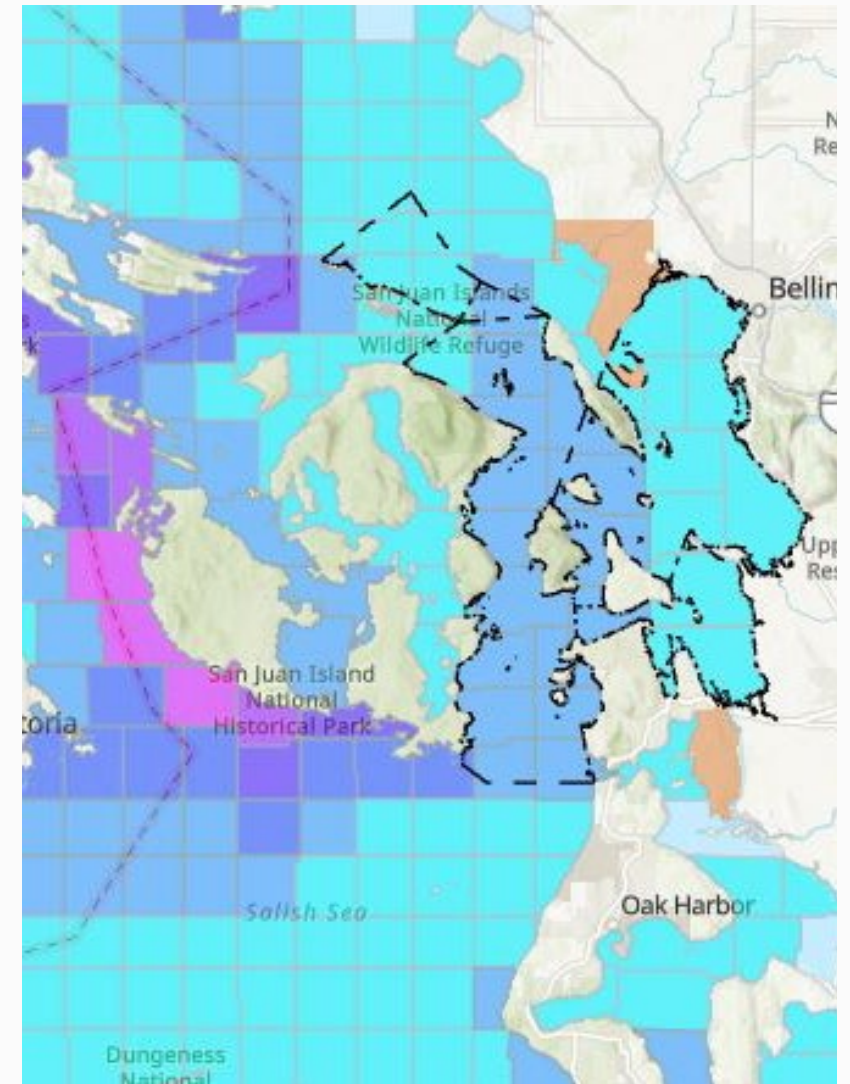 N
Re
San Juan Islands
National
Wildlife Refuge
Bellin
k
Upp
Res
San Juan Island
National
Historical Park
toria
Salish Sea
Oak Harbor
Dungeness
National